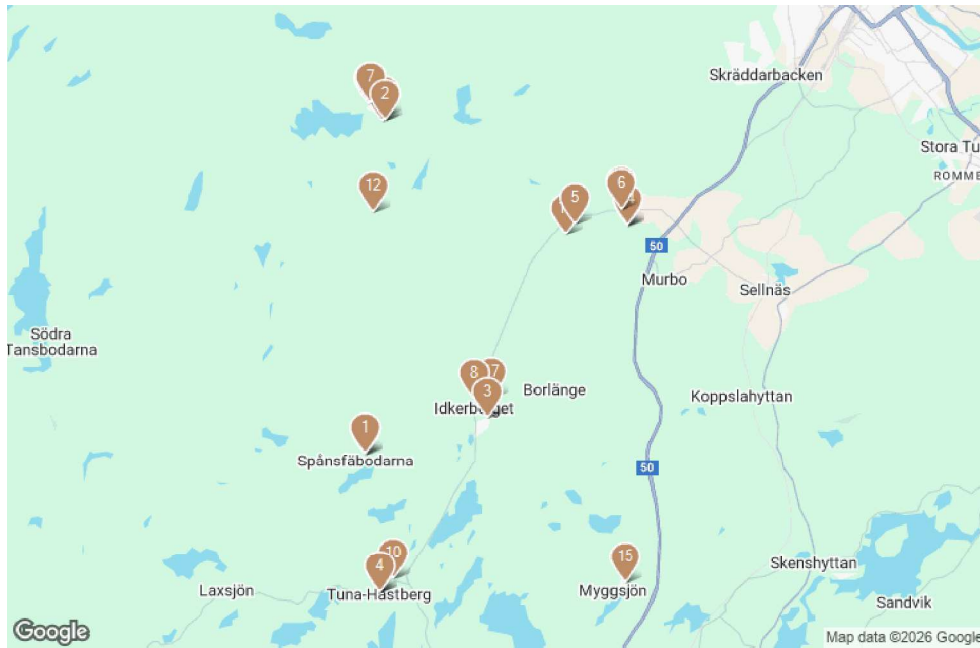 Skräddarbacken
7
2
Stora Tu
ROMME
12
6
5
50
Murbo
Sellnäs
Södra
Tansbodarna
8
3
Borlänge
Idkerberget
Koppslahyttan
1
Spånsfäbodarna
50
10
4
15
Skenshyttan
Laxsjön
Tuna-Hästberg
Myggsjön
Sandvik
Google
Map data ©2026 Google